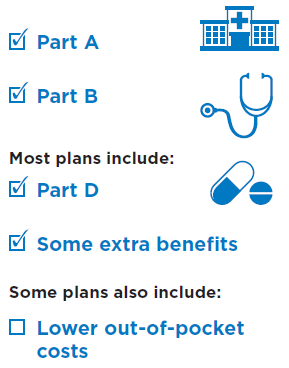 Part A
Part B
Most plans include:
Part D
Some extra benefits
Some plans also include:
Lower out-of-pocket
costs